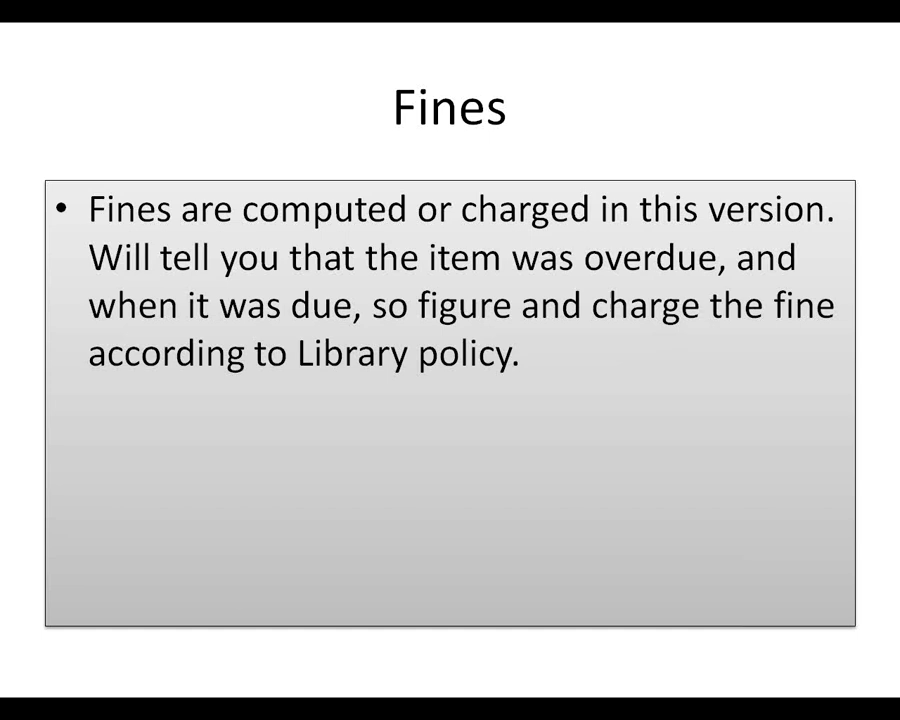 Fines
• Fines are computed or charged in this version.
Will tell you that the item was overdue, and
when it was due, so figure and charge the fine
according to Library policy.